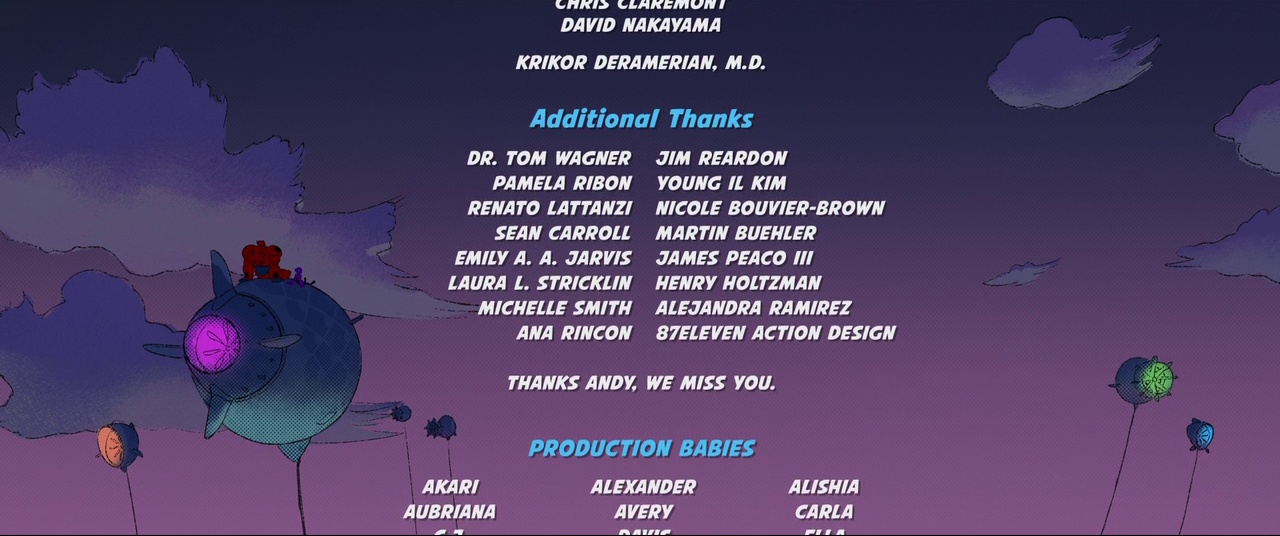 CHRIS CLAREMONT
DAVID NAKAYAMA
KRIKOR DERAMERIAN, M.D.
Additional Thanks
DR. TOM WAGNER JIM REARDON
PAMELA RIBON YOUNG IL KIM
RENATO LATTANZI NICOLE BOUVIER-BROWN
SEAN CARROLL MARTIN BUEHLER
EMILY A. A. JARVIS JAMES PEACO III
LAURA L. STRICKLIN HENRY HOLTZMAN
MICHELLE SMITH ALEJANDRA RAMIREZ
ANA RINCON 87ELEVEN ACTION DESIGN
THANKS ANDY, WE MISS YOU.
PRODUCTION BABIES
AKARI ALEXANDER ALISHIA
AUBRIANA AVERY CARLA